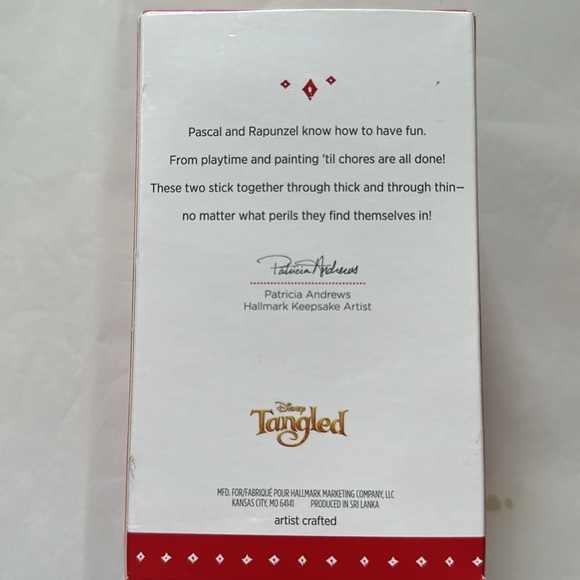 Pascal and Rapunzel know how to have fun.
From playtime and painting ’til chores are all done!
These two stick together through thick and through thin—
no matter what perils they find themselves in!
Patricia Andrews
Patricia Andrews
Hallmark Keepsake Artist
Disney
Tangled
MFD. FOR/FABRIQUÉ POUR HALLMARK MARKETING COMPANY, LLC
KANSAS CITY, MO 64141 PRODUCED IN SRI LANKA
artist crafted